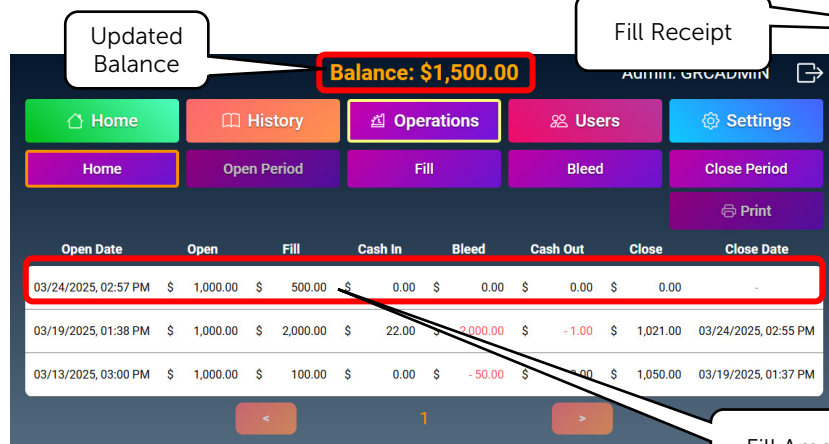 Updated
Balance
Fill Receipt
Balance: $1,500.00
Admin: GRCADMIN
Home History Operations Users Settings
Home Open Period Fill Bleed Close Period
Print
Open Date Open Fill Cash In Bleed Cash Out Close Close Date
03/24/2025, 02:57 PM $ 1,000.00 $ 500.00 $ 0.00 $ 0.00 $ 0.00 $ 0.00 -
03/19/2025, 01:38 PM $ 1,000.00 $ 2,000.00 $ 22.00 $ - 2,000.00 $ - 1.00 $ 1,021.00 03/24/2025, 02:55 PM
03/13/2025, 03:00 PM $ 1,000.00 $ 100.00 $ 0.00 $ - 50.00 $ 0.00 $ 1,050.00 03/19/2025, 01:37 PM
< 1 >
Fill